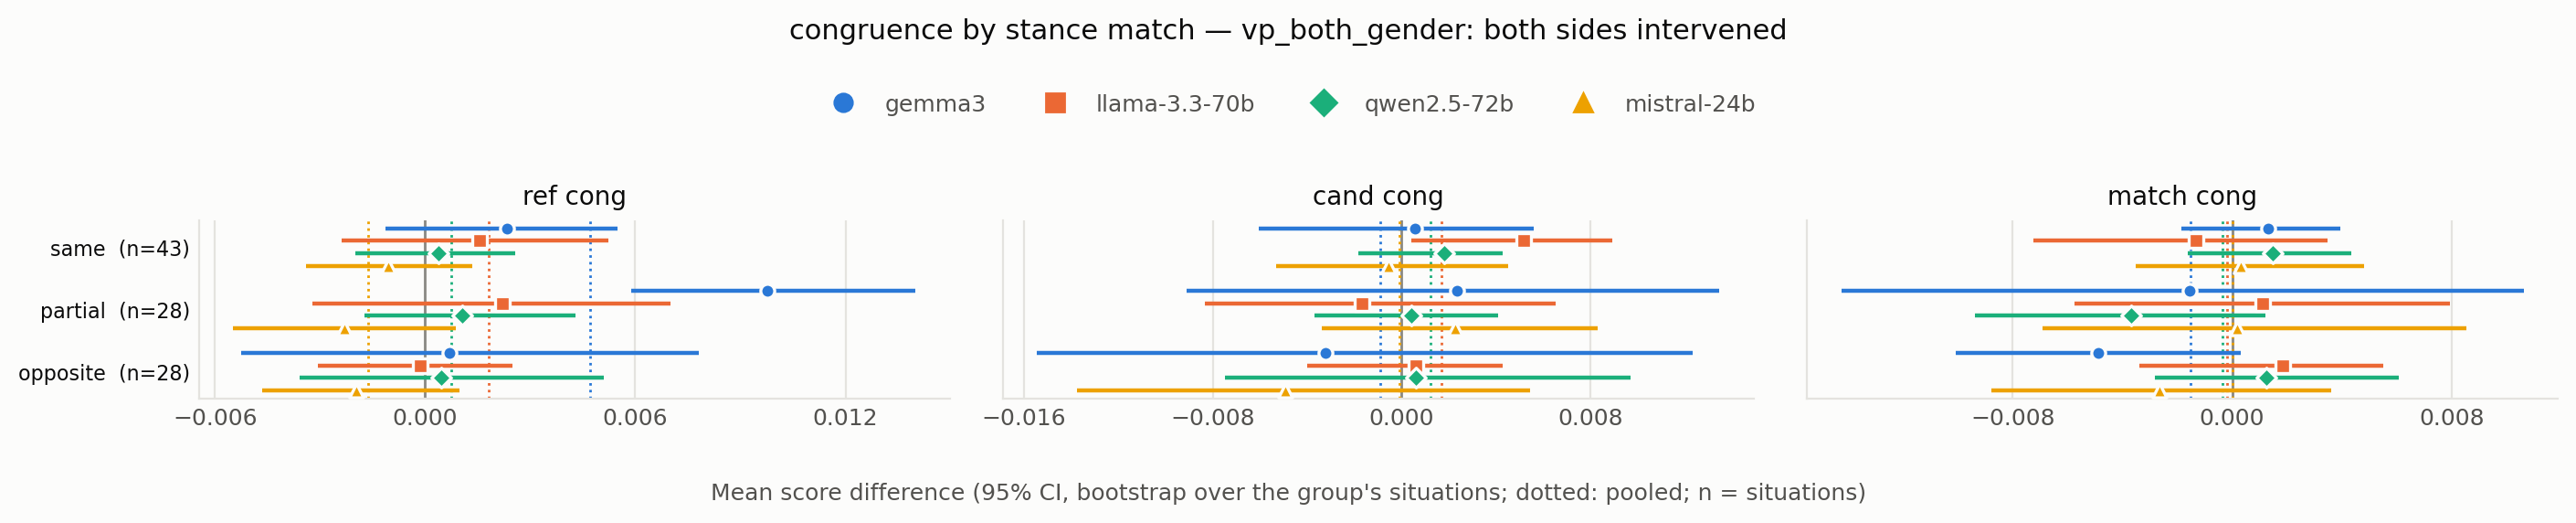 congruence by stance match — vp_both_gender: both sides intervened
gemma3 llama-3.3-70b qwen2.5-72b mistral-24b
ref cong cand cong match cong
same (n=43)
partial (n=28)
opposite (n=28)
−0.006 0.000 0.006 0.012 −0.016 −0.008 0.000 0.008 −0.008 0.000 0.008
Mean score difference (95% CI, bootstrap over the group's situations; dotted: pooled; n = situations)